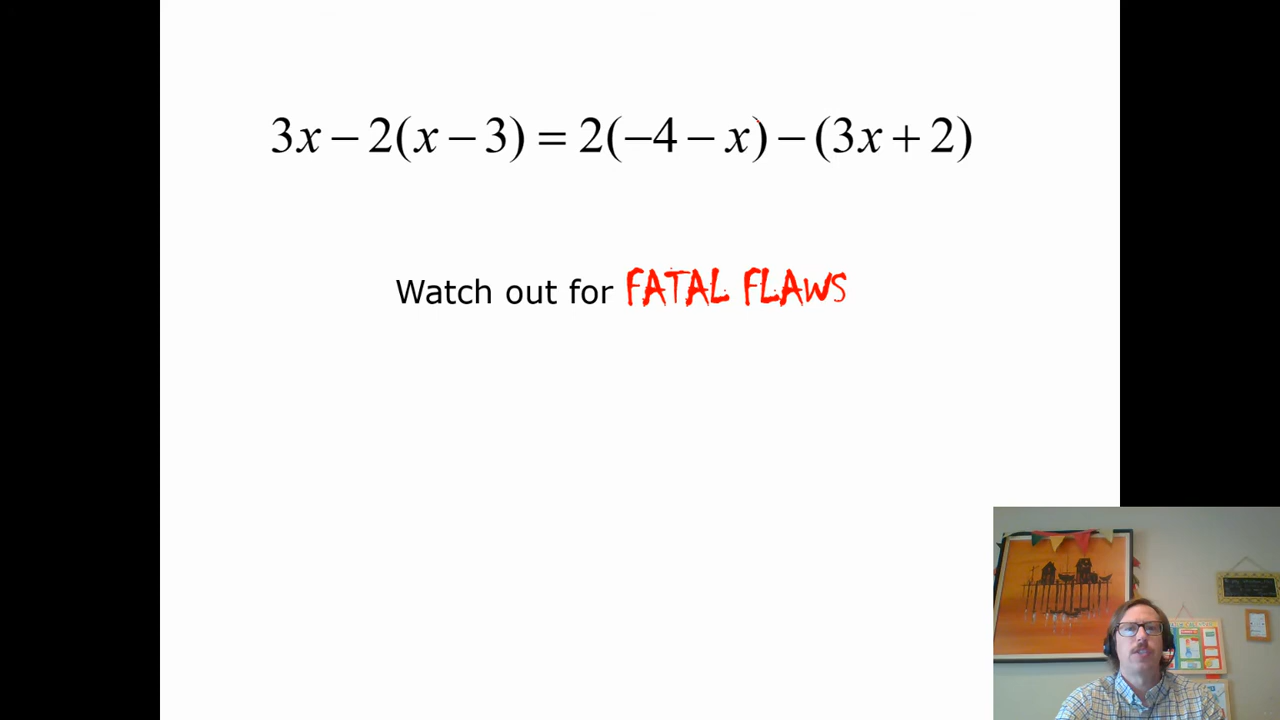 3x − 2(x − 3) = 2(−4 − x) − (3x + 2)
Watch out for FATAL FLAWS